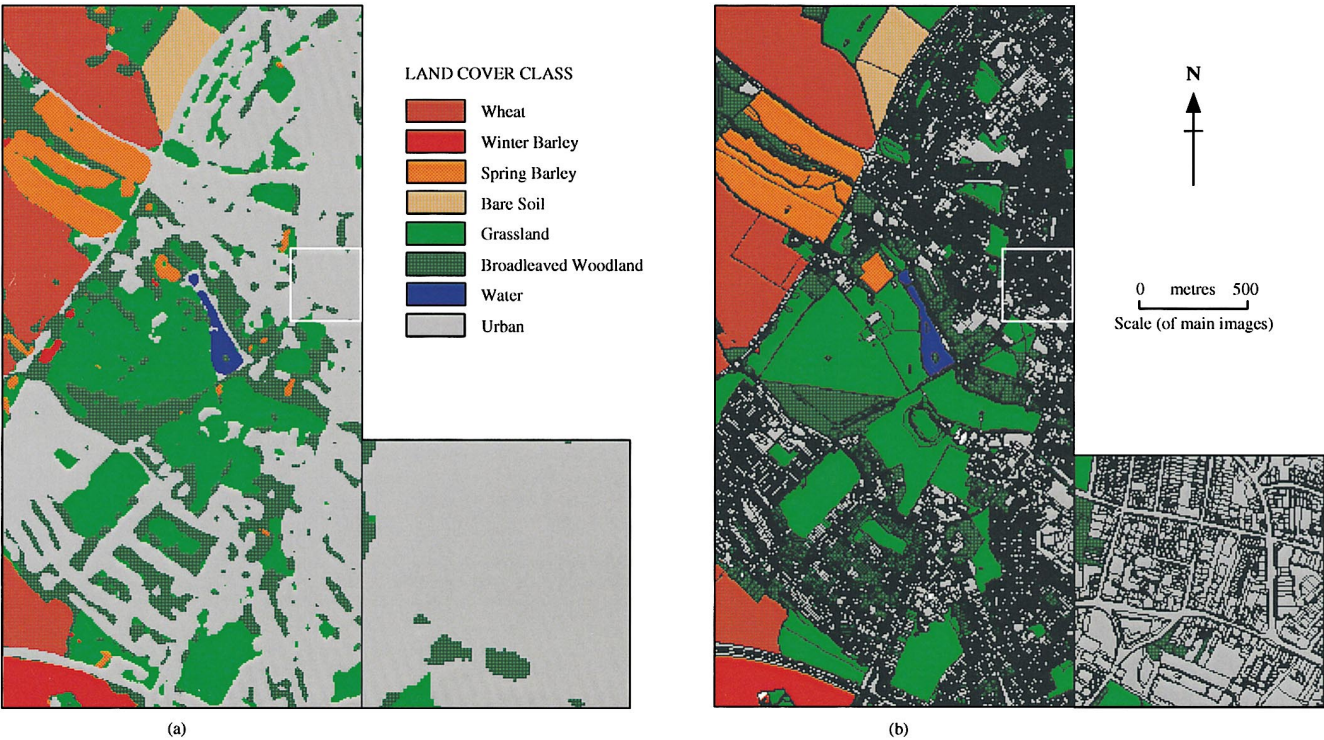 LAND COVER CLASS
Wheat
Winter Barley
Spring Barley
Bare Soil
Grassland
Broadleaved Woodland
Water
Urban
N
0 metres 500
Scale (of main images)
(a)
(b)